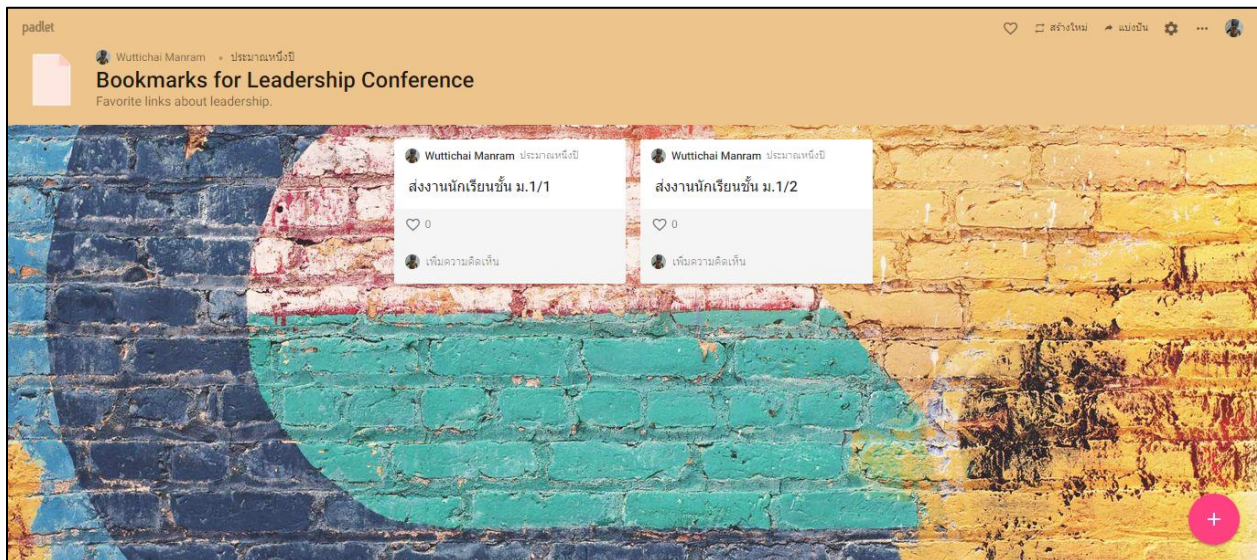 padlet
สร้างใหม่ แบ่งปัน
Wuttichai Manram • ประมาณหนึ่งปี
Bookmarks for Leadership Conference
Favorite links about leadership.
Wuttichai Manram ประมาณหนึ่งปี
ส่งงานนักเรียนชั้น ม.1/1
0
เพิ่มความคิดเห็น
Wuttichai Manram ประมาณหนึ่งปี
ส่งงานนักเรียนชั้น ม.1/2
0
เพิ่มความคิดเห็น